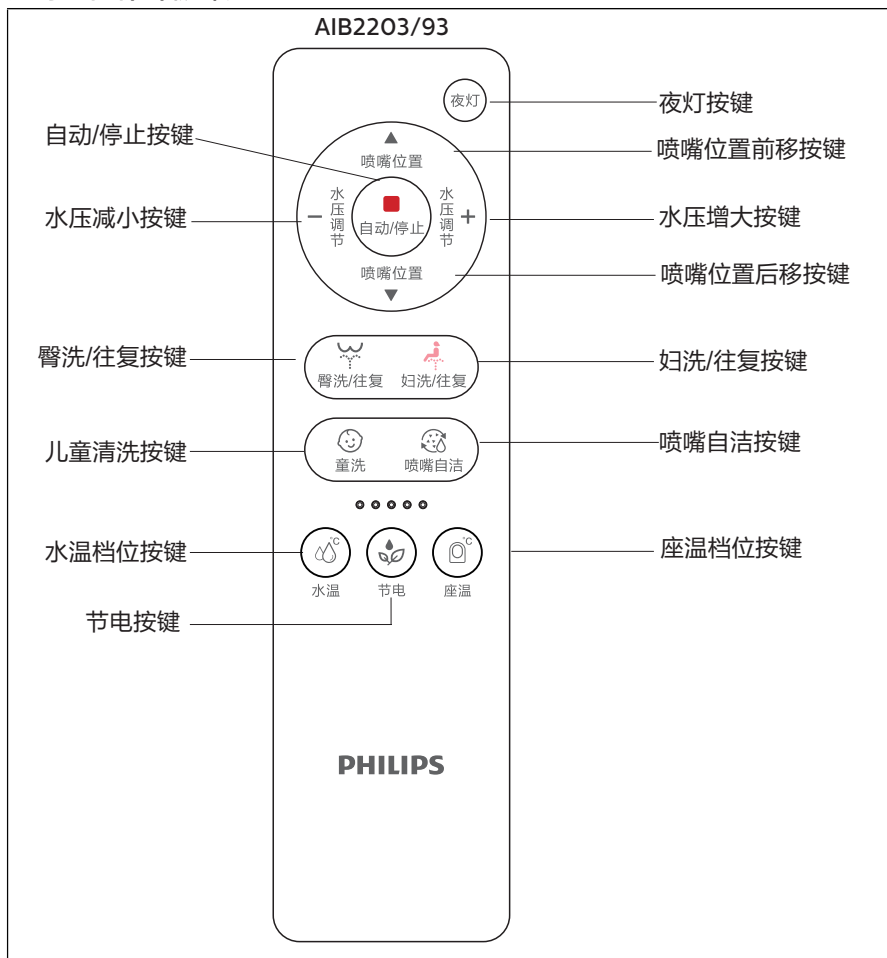 AIB2203/93
夜灯
夜灯按键
自动/停止按键
喷嘴位置
喷嘴位置前移按键
水压减小按键
水压调节
自动/停止
水压调节
水压增大按键
喷嘴位置
喷嘴位置后移按键
臀洗/往复按键
臀洗/往复
妇洗/往复
妇洗/往复按键
儿童清洗按键
童洗
喷嘴自洁
喷嘴自洁按键
水温档位按键
°C
°C
座温档位按键
水温
节电
座温
节电按键
PHILIPS